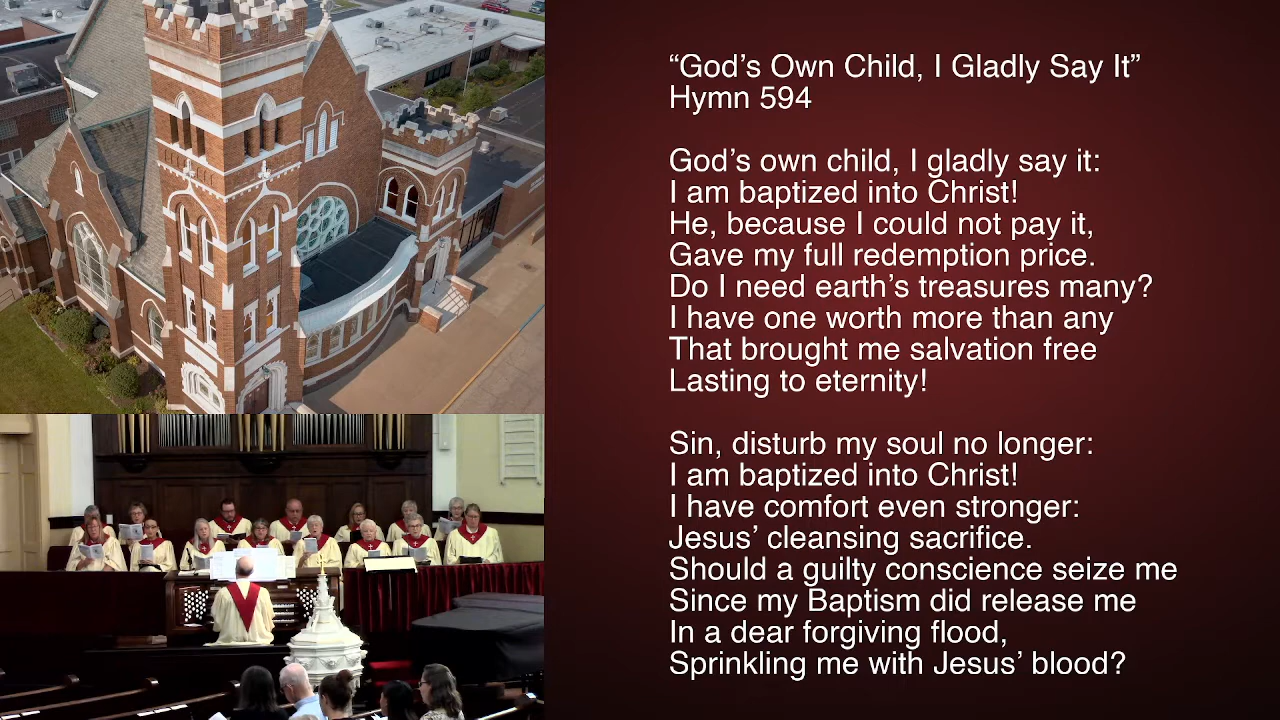 “God’s Own Child, I Gladly Say It”
Hymn 594
God’s own child, I gladly say it:
I am baptized into Christ!
He, because I could not pay it,
Gave my full redemption price.
Do I need earth’s treasures many?
I have one worth more than any
That brought me salvation free
Lasting to eternity!
Sin, disturb my soul no longer:
I am baptized into Christ!
I have comfort even stronger:
Jesus’ cleansing sacrifice.
Should a guilty conscience seize me
Since my Baptism did release me
In a dear forgiving flood,
Sprinkling me with Jesus’ blood?